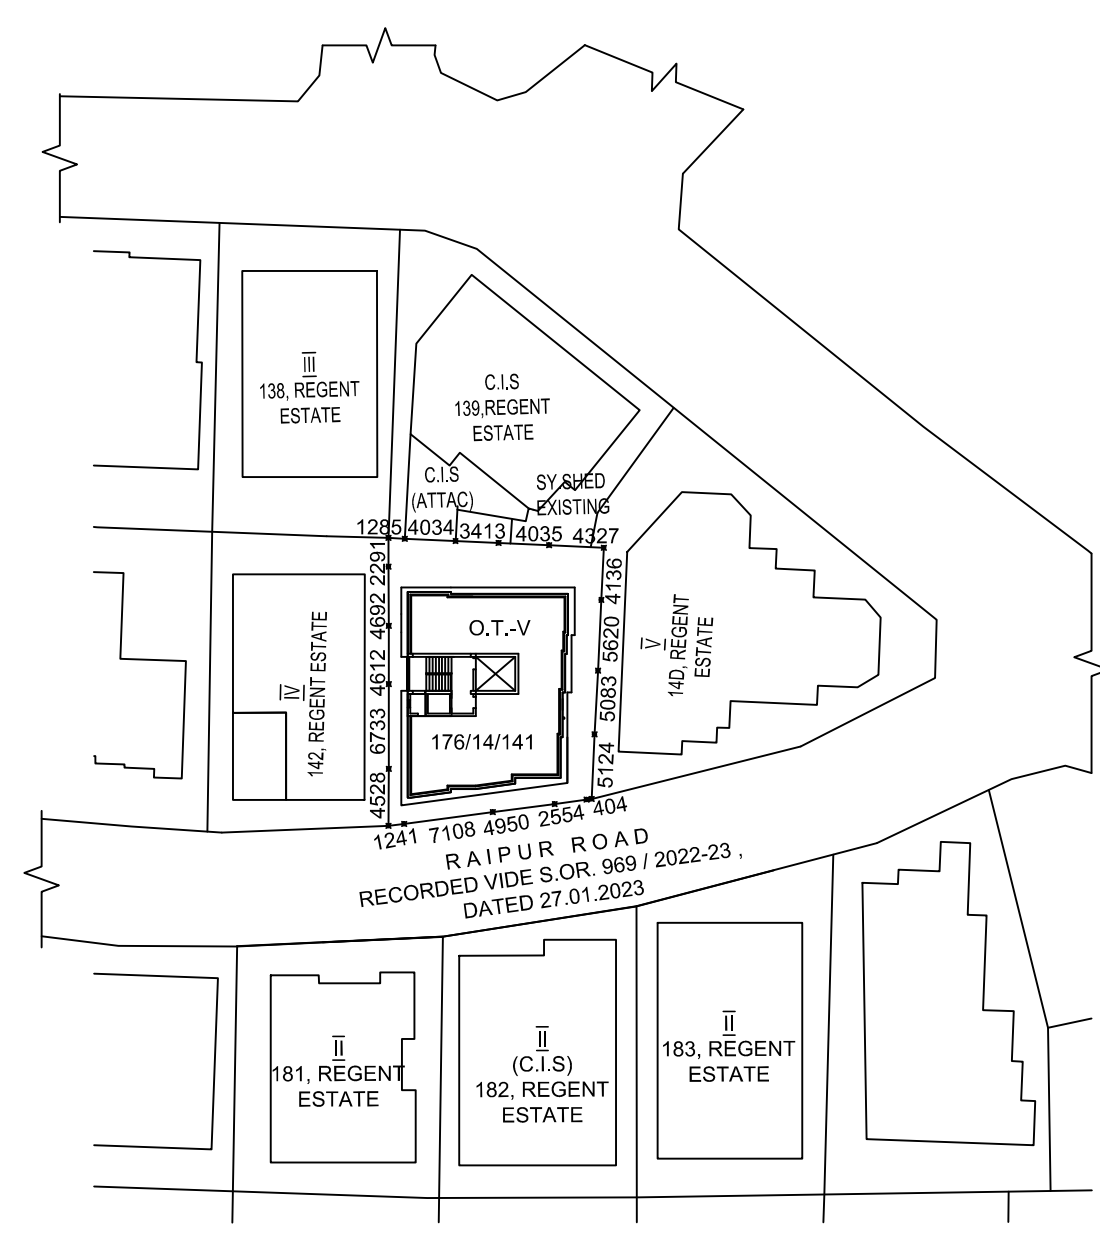 III
138, REGENT
ESTATE
C.I.S
139,REGENT
ESTATE
C.I.S
(ATTAC)
SY.SHED
EXISTING
1285 4034 3413 4035 4327
2291
4692
4612
6733
4528
4136
5620
5083
5124
O.T.-V
176/14/141
IV
142, REGENT ESTATE
V
14D, REGENT
ESTATE
1241 7108 4950 2554 404
RAIPUR ROAD
RECORDED VIDE S.OR. 969 / 2022-23 ,
DATED 27.01.2023
II
181, REGENT
ESTATE
II
(C.I.S)
182, REGENT
ESTATE
II
183, REGENT
ESTATE